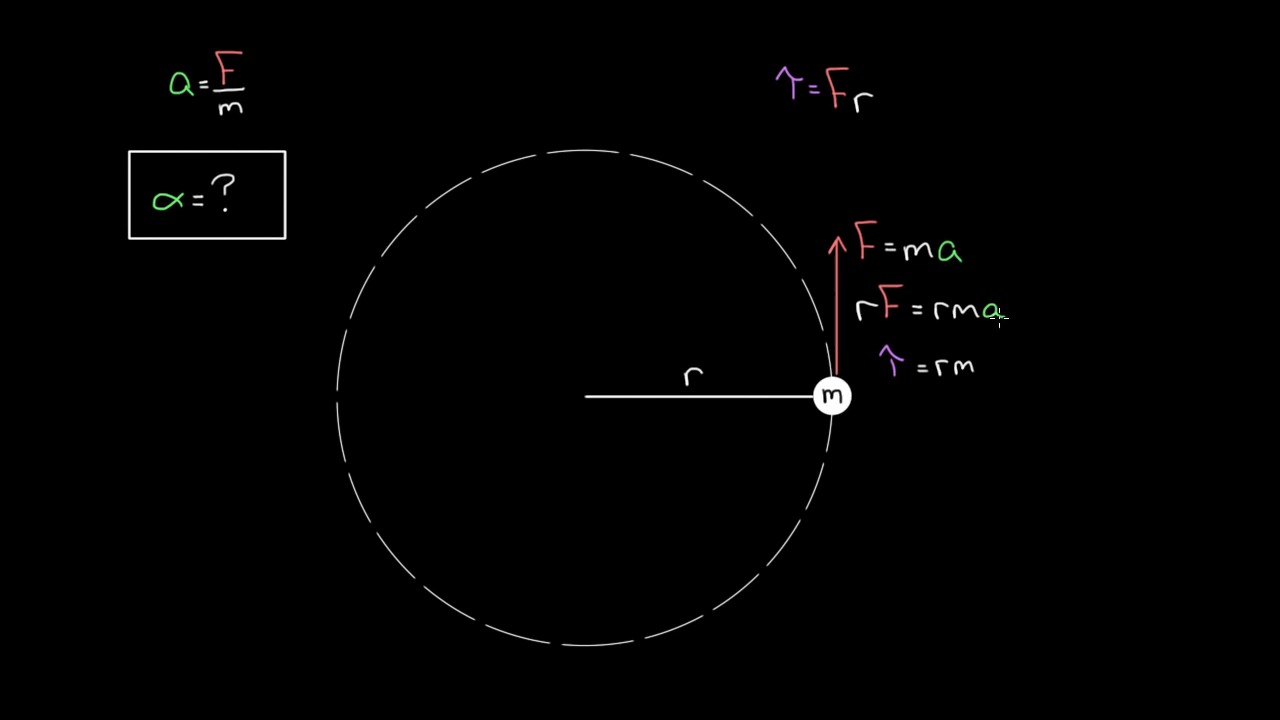 a = F/m
τ = Fr
α = ?
F = ma
rF = rma
τ = rm
r
m